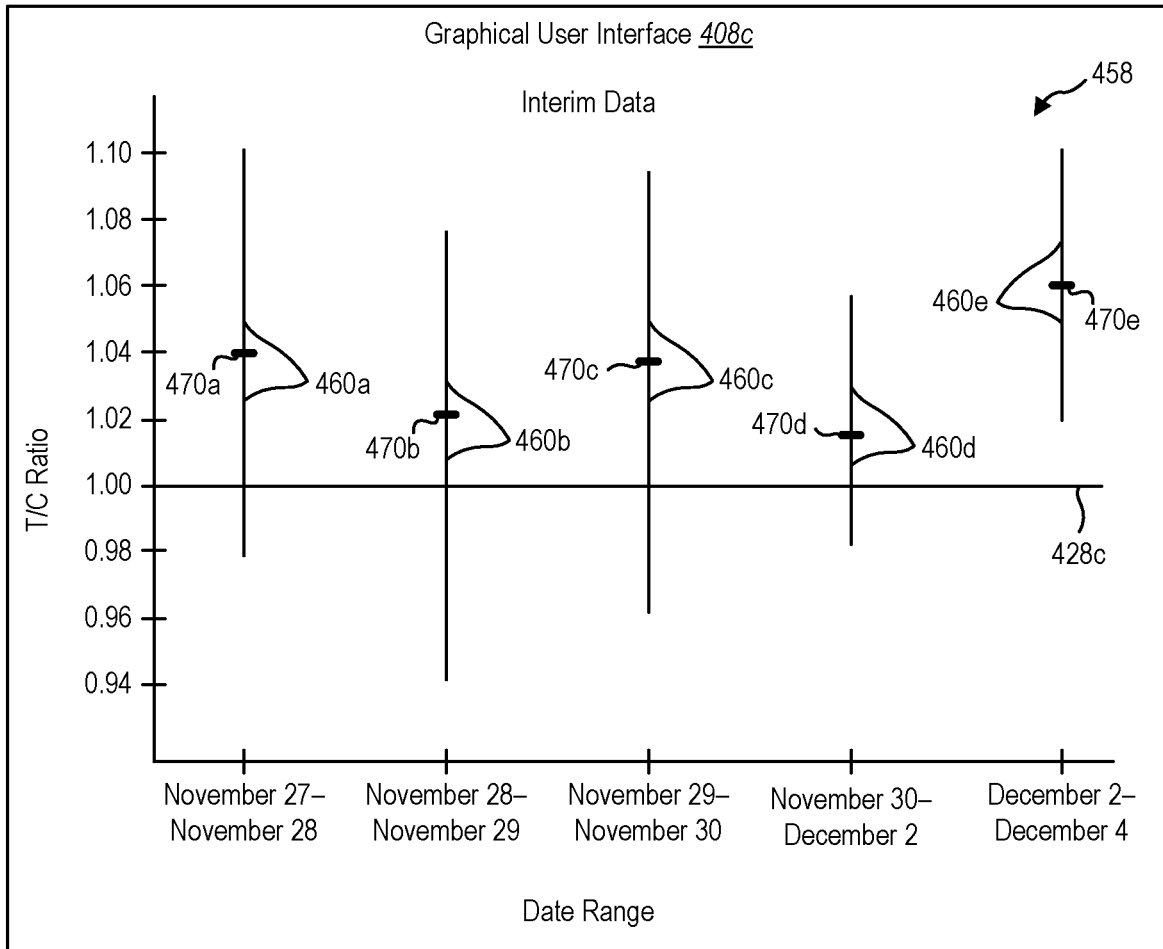 Graphical User Interface 408c
458
Interim Data
1.10
1.08
1.06
1.04
1.02
1.00
0.98
0.96
0.94
T/C Ratio
470a
460a
470b
460b
470c
460c
470d
460d
460e
470e
428c
November 27–
November 28
November 28–
November 29
November 29–
November 30
November 30–
December 2
December 2–
December 4
Date Range